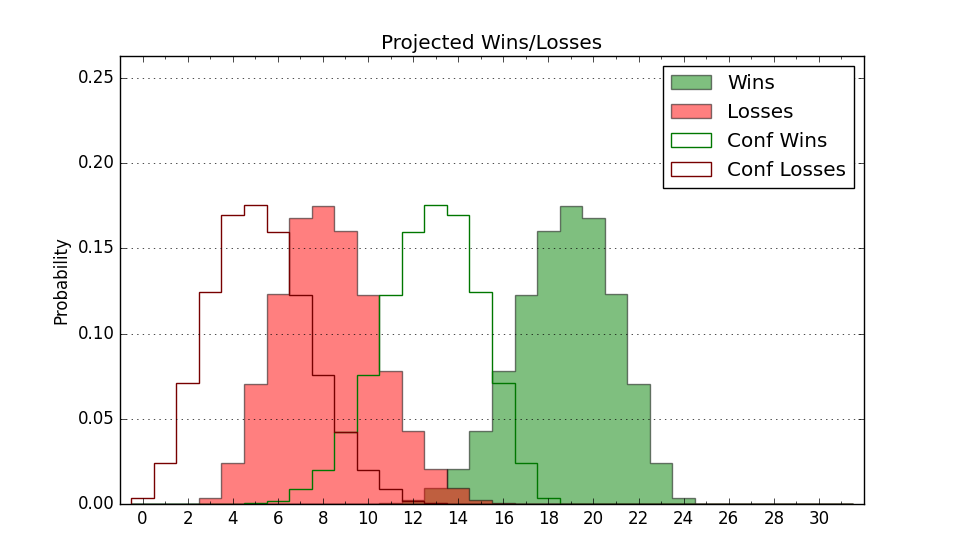 Projected Wins/Losses
Probability
0.25
0.20
0.15
0.10
0.05
0.00
0 2 4 6 8 10 12 14 16 18 20 22 24 26 28 30
Wins
Losses
Conf Wins
Conf Losses